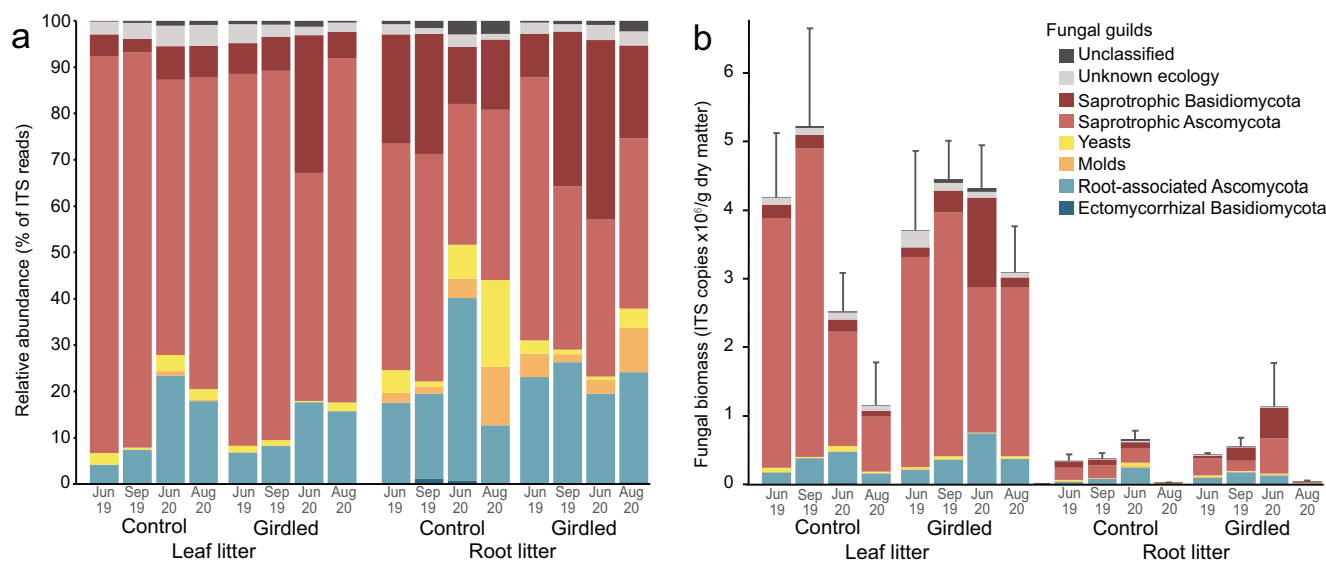 a
Relative abundance (% of ITS reads)
100
90
80
70
60
50
40
30
20
10
0
Jun Sep Jun Aug Jun Sep Jun Aug Jun Sep Jun Aug Jun Sep Jun Aug
19 19 20 20 19 19 20 20 19 19 20 20 19 19 20 20
Control Girdled Control Girdled
Leaf litter Root litter
b
Fungal biomass (ITS copies x10⁶/g dry matter)
6
5
4
3
2
1
0
Fungal guilds
Unclassified
Unknown ecology
Saprotrophic Basidiomycota
Saprotrophic Ascomycota
Yeasts
Molds
Root-associated Ascomycota
Ectomycorrhizal Basidiomycota
Jun Sep Jun Aug Jun Sep Jun Aug Jun Sep Jun Aug Jun Sep Jun Aug
19 19 20 20 19 19 20 20 19 19 20 20 19 19 20 20
Control Girdled Control Girdled
Leaf litter Root litter